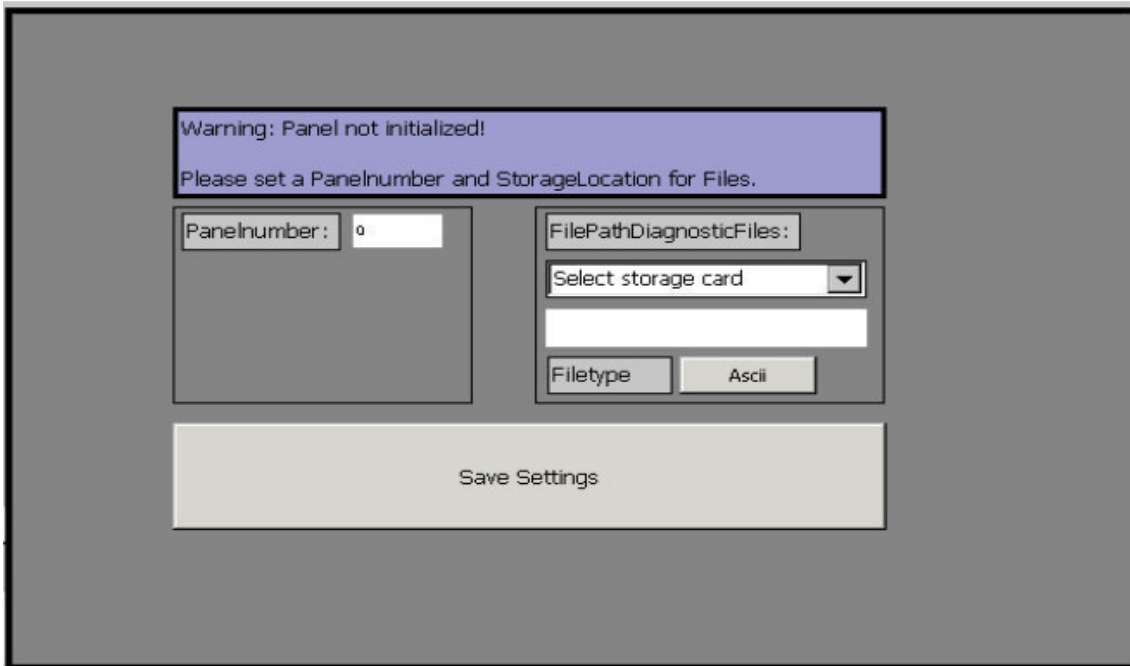 Warning: Panel not initialized!
Please set a Panelnumber and StorageLocation for Files.
Panelnumber:
0
FilePathDiagnosticFiles:
Select storage card
Filetype
Ascii
Save Settings